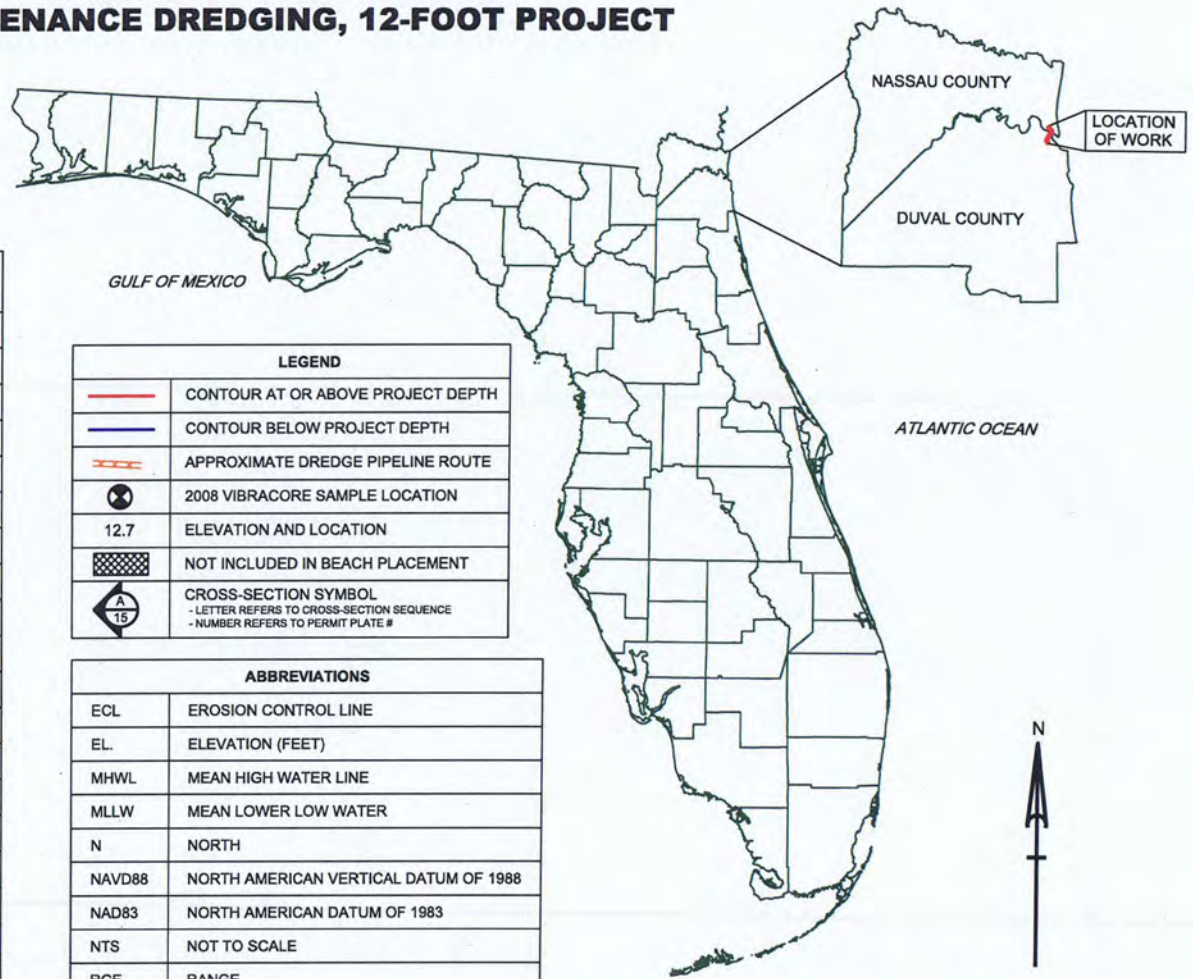 ENANCE DREDGING, 12-FOOT PROJECT
NASSAU COUNTY
LOCATION
OF WORK
DUVAL COUNTY
GULF OF MEXICO
ATLANTIC OCEAN
LEGEND
CONTOUR AT OR ABOVE PROJECT DEPTH
CONTOUR BELOW PROJECT DEPTH
APPROXIMATE DREDGE PIPELINE ROUTE
2008 VIBRACORE SAMPLE LOCATION
12.7 ELEVATION AND LOCATION
NOT INCLUDED IN BEACH PLACEMENT
A
15
CROSS-SECTION SYMBOL
- LETTER REFERS TO CROSS-SECTION SEQUENCE
- NUMBER REFERS TO PERMIT PLATE #
ABBREVIATIONS
ECL EROSION CONTROL LINE
EL. ELEVATION (FEET)
MHWL MEAN HIGH WATER LINE
MLLW MEAN LOWER LOW WATER
N NORTH
NAVD88 NORTH AMERICAN VERTICAL DATUM OF 1988
NAD83 NORTH AMERICAN DATUM OF 1983
NTS NOT TO SCALE
RGE RANGE
N